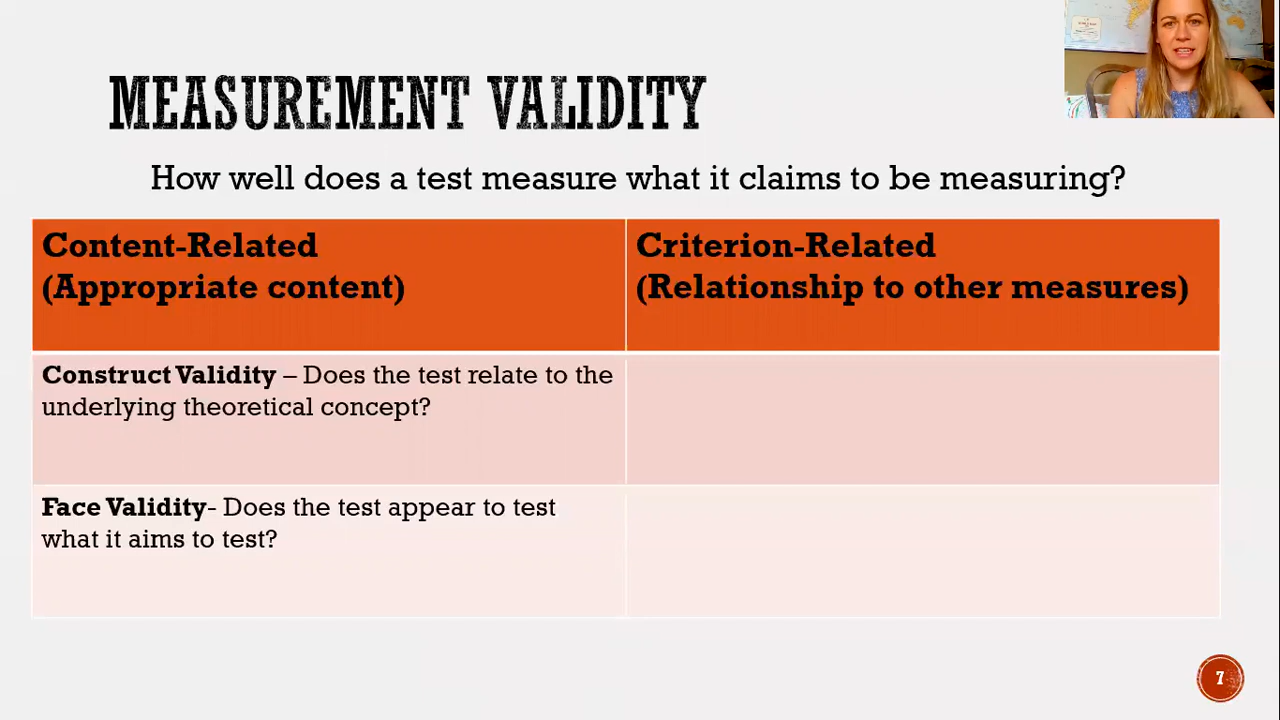 MEASUREMENT VALIDITY
How well does a test measure what it claims to be measuring?
Content-Related
(Appropriate content)
Criterion-Related
(Relationship to other measures)
Construct Validity – Does the test relate to the
underlying theoretical concept?
Face Validity- Does the test appear to test
what it aims to test?
7